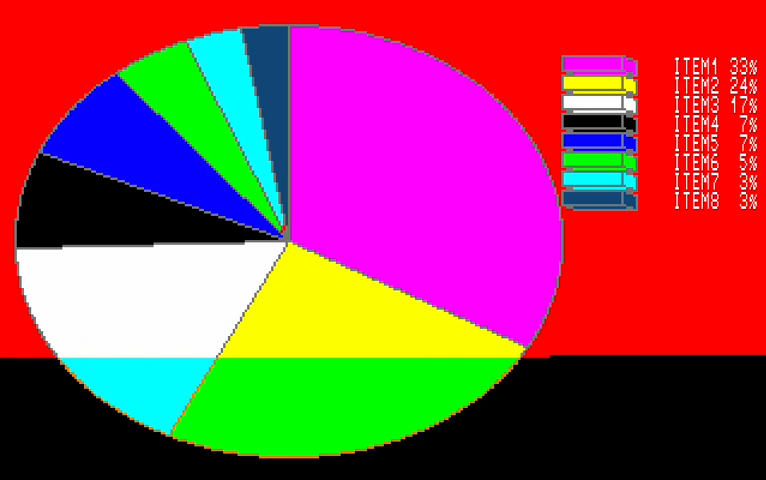 ITEM1 33%
ITEM2 24%
ITEM3 17%
ITEM4 7%
ITEM5 7%
ITEM6 5%
ITEM7 3%
ITEM8 3%